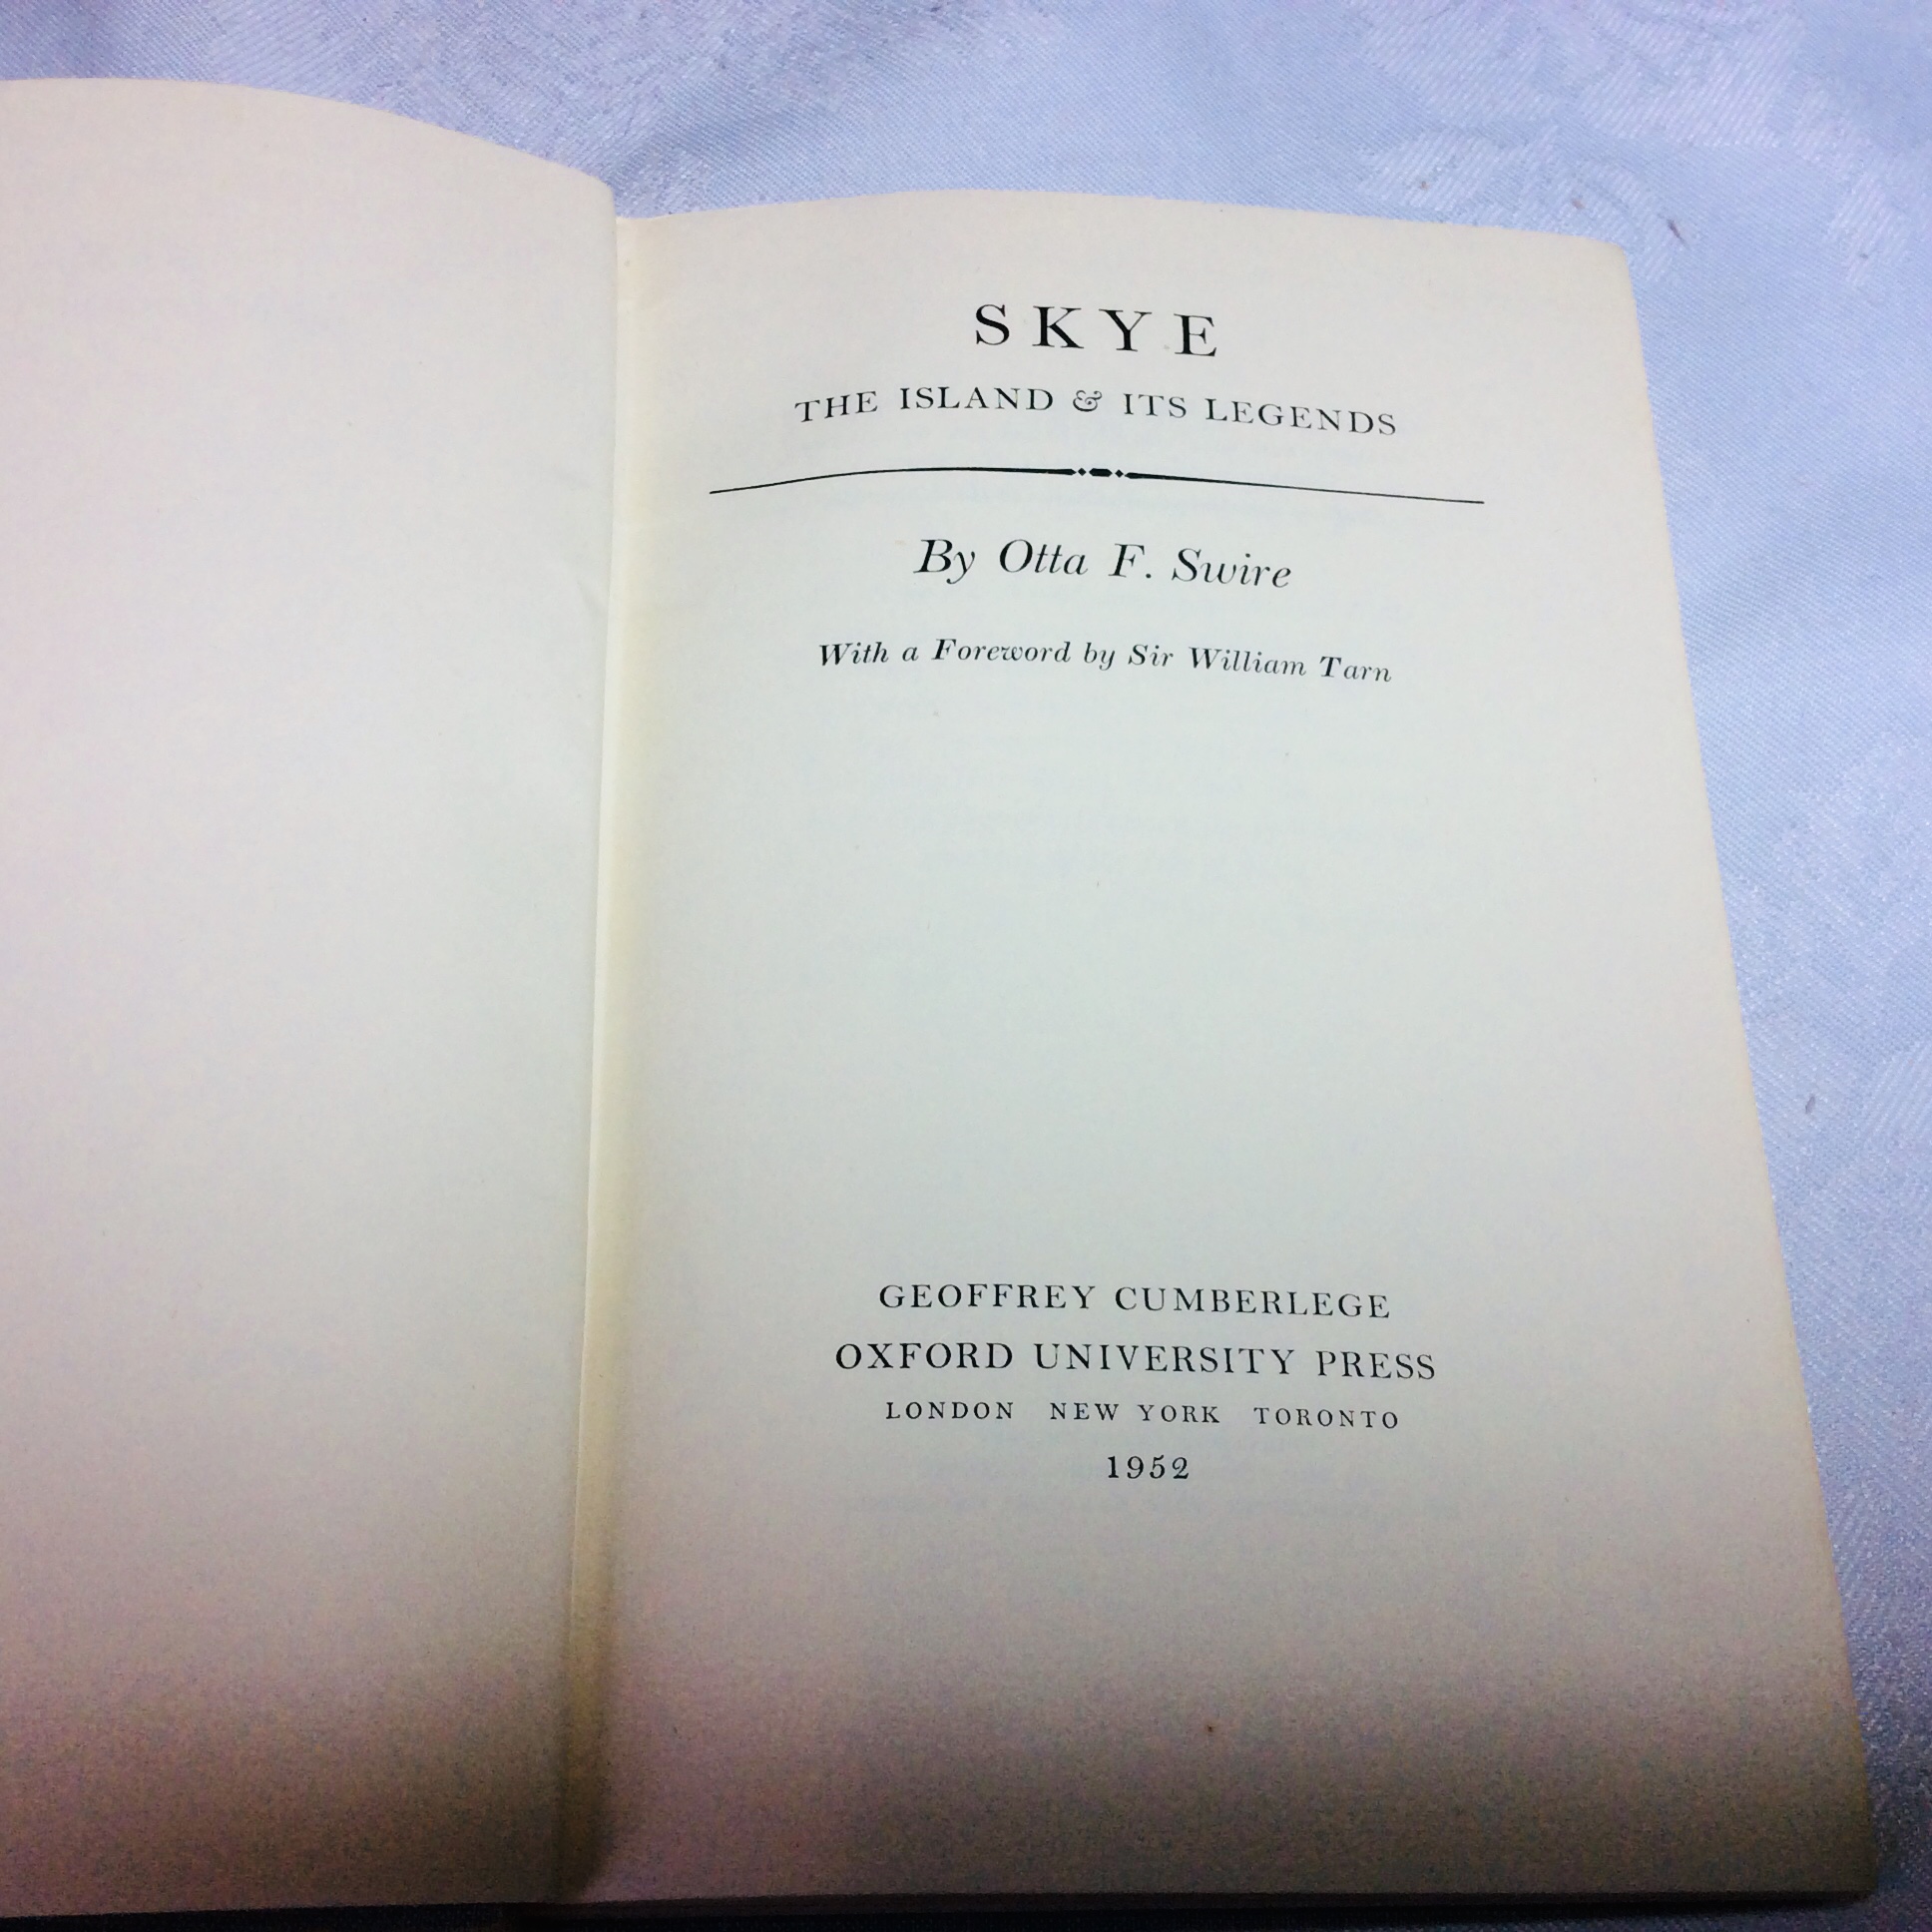 SKYE
THE ISLAND & ITS LEGENDS
By Otta F. Swire
With a Foreword by Sir William Tarn
GEOFFREY CUMBERLEGE
OXFORD UNIVERSITY PRESS
LONDON NEW YORK TORONTO
1952